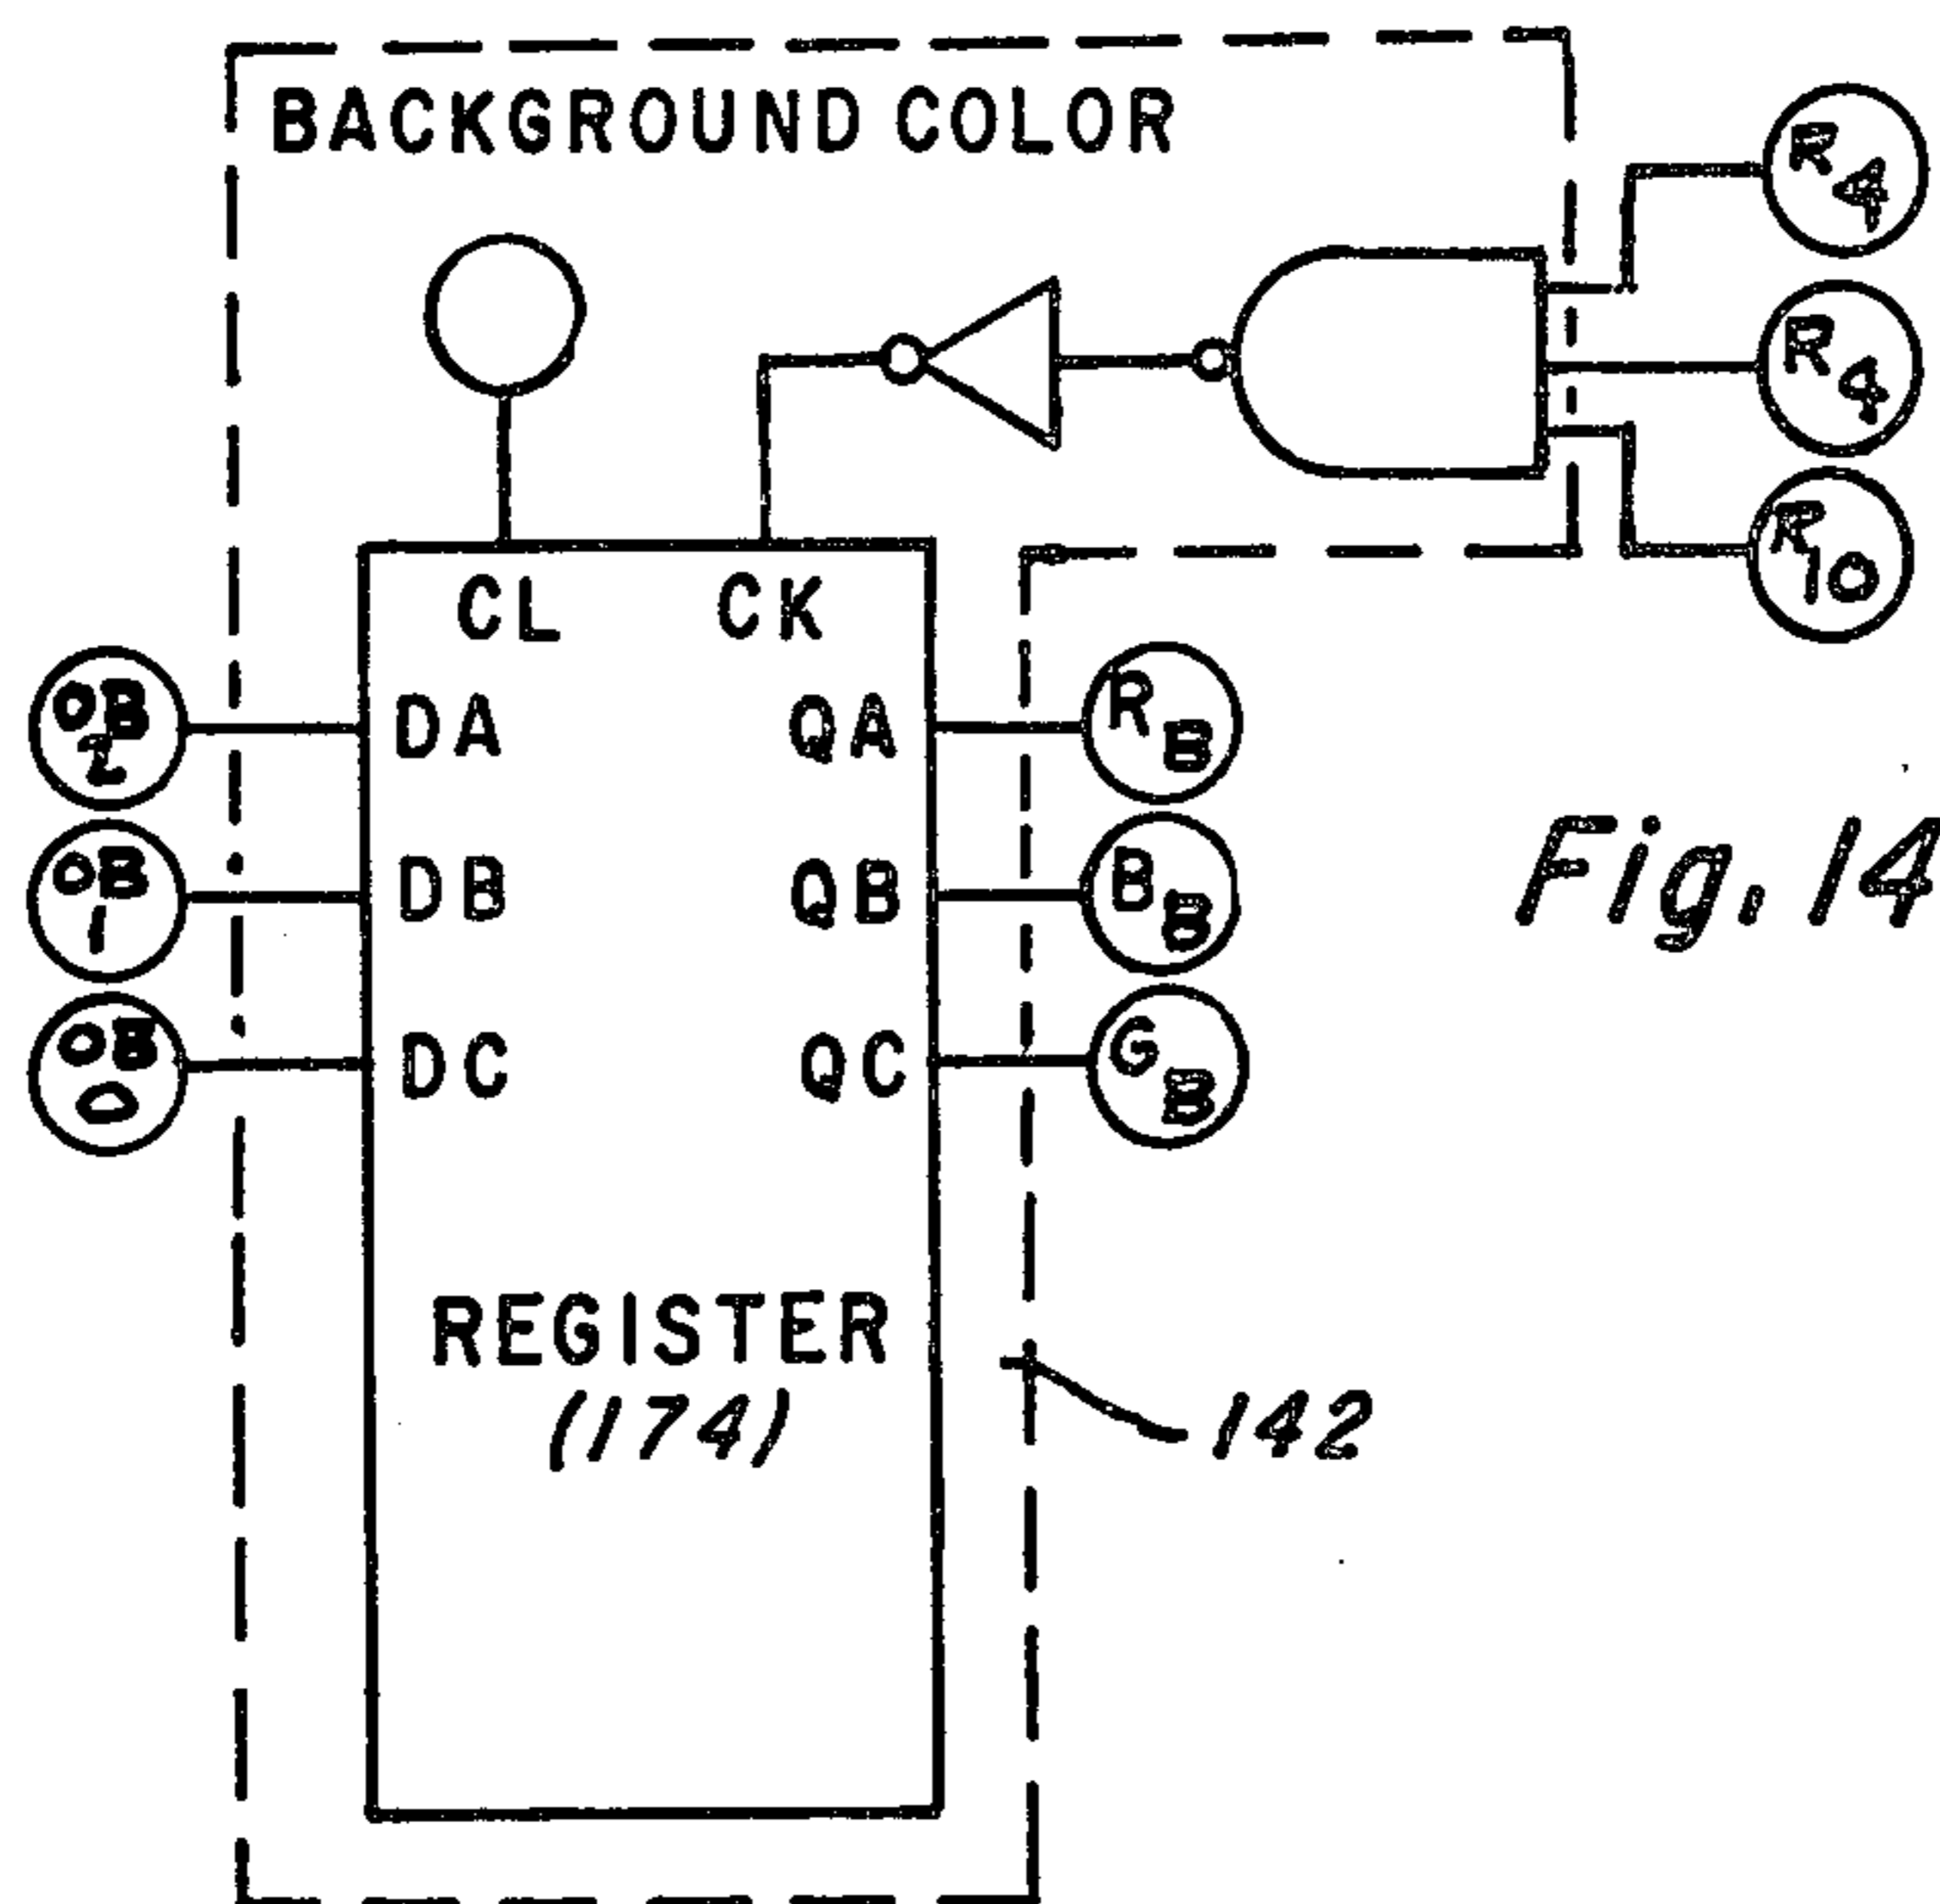 BACKGROUND COLOR
R4
R4
R10
CL CK
OB2 DA QA RB
OB1 DB QB BB
OB0 DC QC GB
Fig. 14
REGISTER
(174)
142